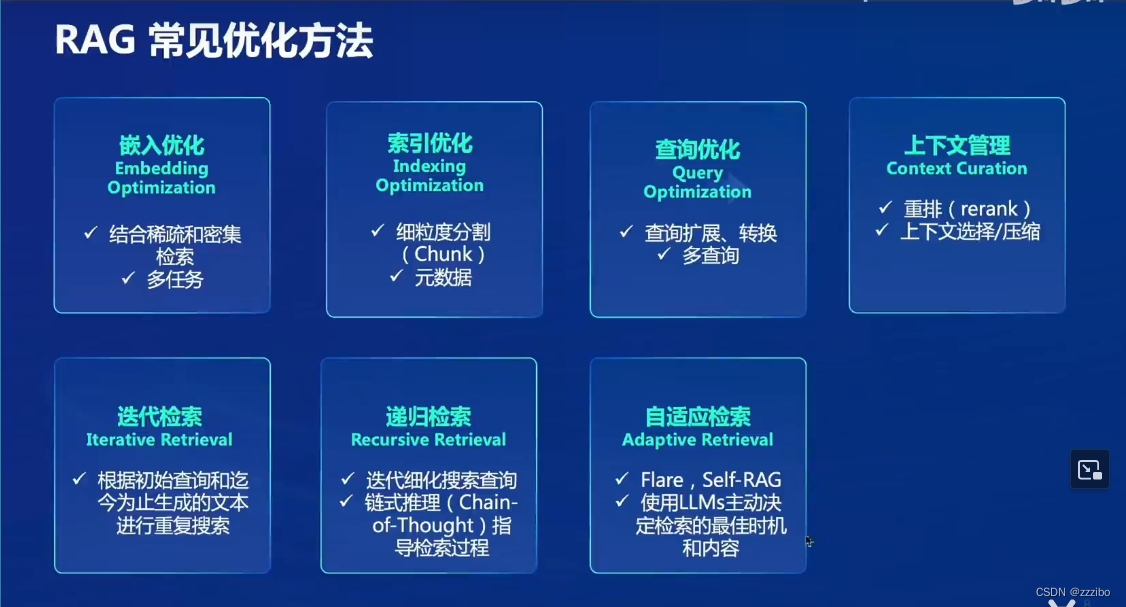 RAG 常见优化方法
嵌入优化
Embedding
Optimization
✓ 结合稀疏和密集
检索
✓ 多任务
索引优化
Indexing
Optimization
✓ 细粒度分割
（Chunk）
✓ 元数据
查询优化
Query
Optimization
✓ 查询扩展、转换
✓ 多查询
上下文管理
Context Curation
✓ 重排（rerank）
✓ 上下文选择/压缩
迭代检索
Iterative Retrieval
✓ 根据初始查询和迄
今为止生成的文本
进行重复搜索
递归检索
Recursive Retrieval
✓ 迭代细化搜索查询
✓ 链式推理（Chain-
of-Thought）指
导检索过程
自适应检索
Adaptive Retrieval
✓ Flare，Self-RAG
✓ 使用LLMs主动决
定检索的最佳时机
和内容
CSDN @zzzibo